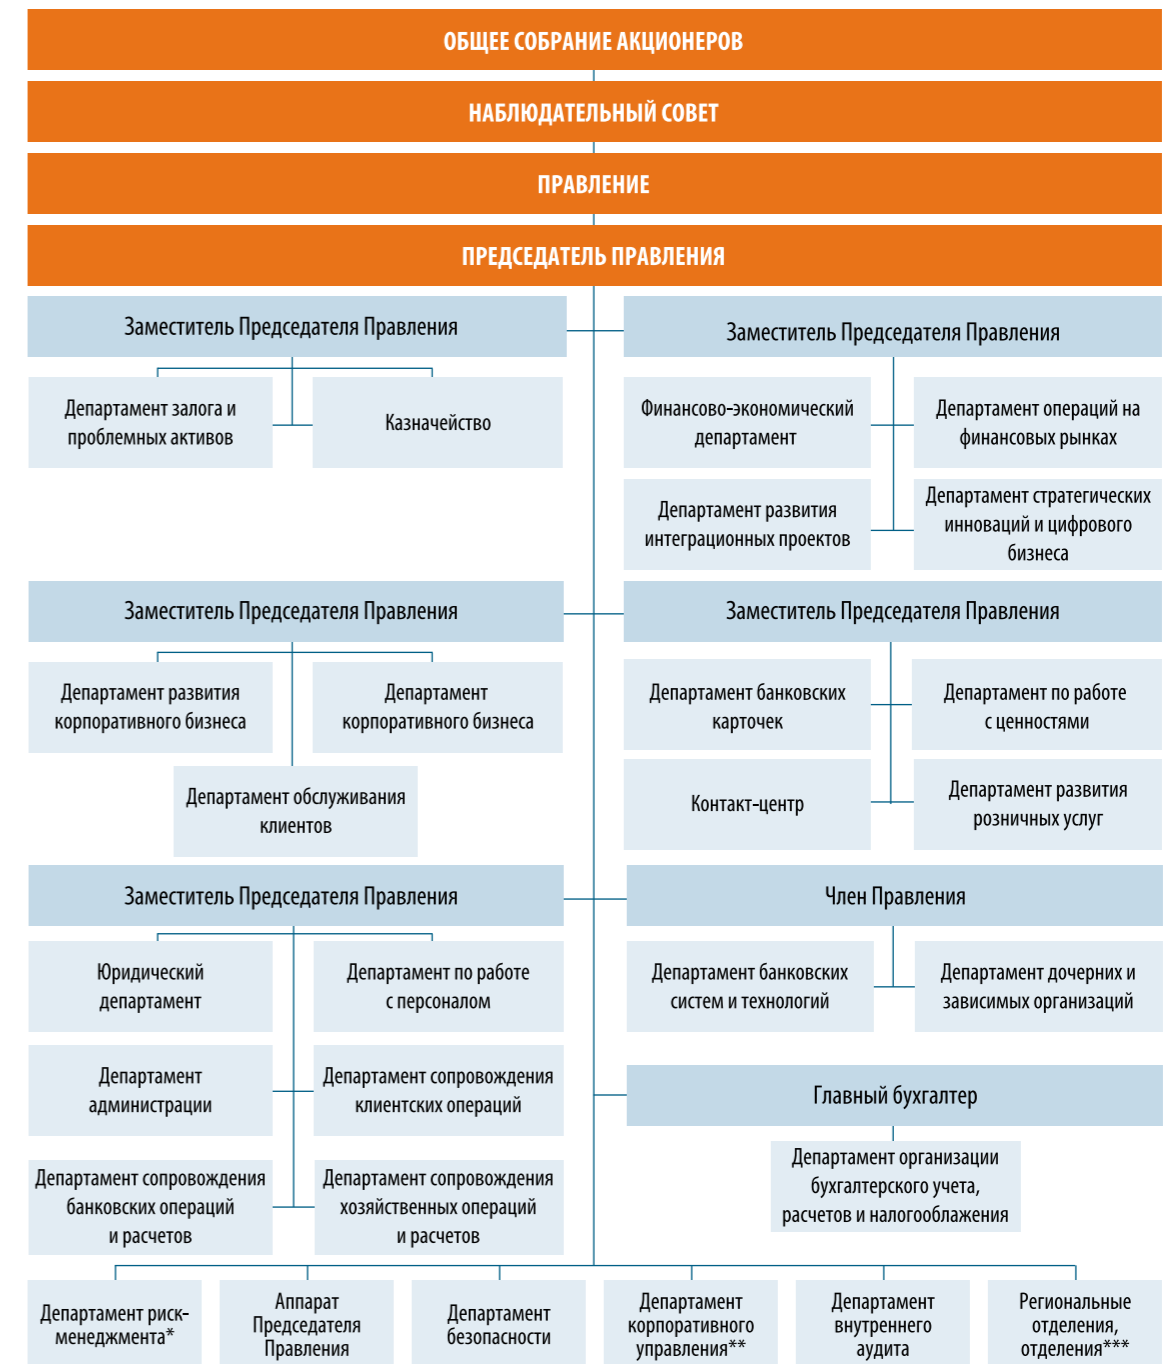 ОБЩЕЕ СОБРАНИЕ АКЦИОНЕРОВ
НАБЛЮДАТЕЛЬНЫЙ СОВЕТ
ПРАВЛЕНИЕ
ПРЕДСЕДАТЕЛЬ ПРАВЛЕНИЯ
Заместитель Председателя Правления
Департамент залога и
проблемных активов
Казначейство
Заместитель Председателя Правления
Финансово-экономический
департамент
Департамент операций на
финансовых рынках
Департамент развития
интеграционных проектов
Департамент стратегических
инноваций и цифрового
бизнеса
Заместитель Председателя Правления
Департамент развития
корпоративного бизнеса
Департамент
корпоративного бизнеса
Департамент обслуживания
клиентов
Заместитель Председателя Правления
Департамент банковских
карточек
Департамент по работе
с ценностями
Контакт-центр
Департамент развития
розничных услуг
Заместитель Председателя Правления
Юридический
департамент
Департамент по работе
с персоналом
Департамент
администрации
Департамент сопровождения
клиентских операций
Департамент сопровождения
банковских операций
и расчетов
Департамент сопровождения
хозяйственных операций
и расчетов
Член Правления
Департамент банковских
систем и технологий
Департамент дочерних и
зависимых организаций
Главный бухгалтер
Департамент организации
бухгалтерского учета,
расчетов и налогооблажения
Департамент риск-
менеджмента*
Аппарат
Председателя
Правления
Департамент
безопасности
Департамент
корпоративного
управления**
Департамент
внутреннего
аудита
Региональные
отделения,
отделения***